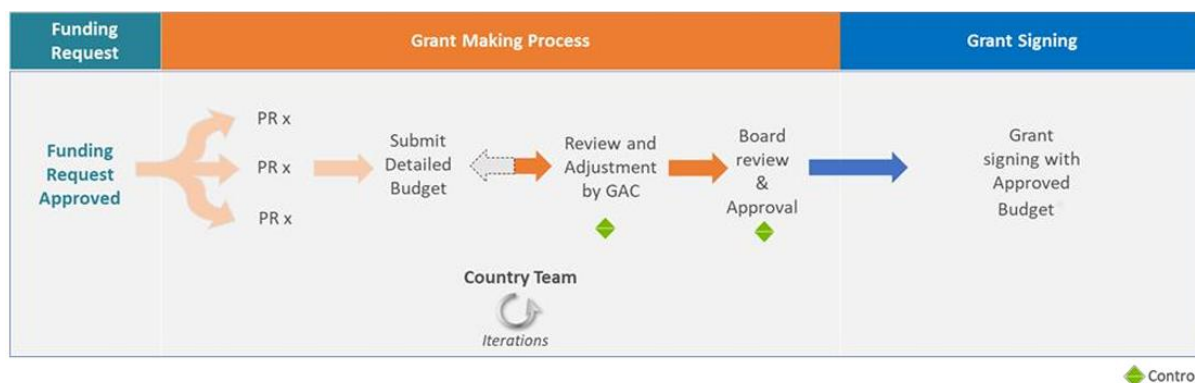 Funding
Request
Grant Making Process
Grant Signing
Funding
Request
Approved
PR x
PR x
PR x
Submit
Detailed
Budget
Review and
Adjustment
by GAC
Board
review
&
Approval
Grant
signing with
Approved
Budget
Country Team
Iterations
Contro